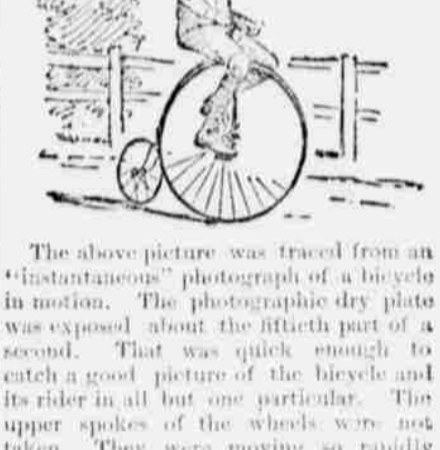 The above picture was traced from an
"instantaneous" photograph of a bicycle
in motion. The photographic dry plate
was exposed about the fiftieth part of a
second. That was quick enough to
catch a good picture of the bicycle and
its rider in all but one particular. The
upper spokes of the wheels were not
taken. They were moving so rapidly